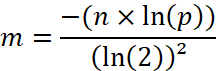 m = −(n × ln(p)) / (ln(2))²